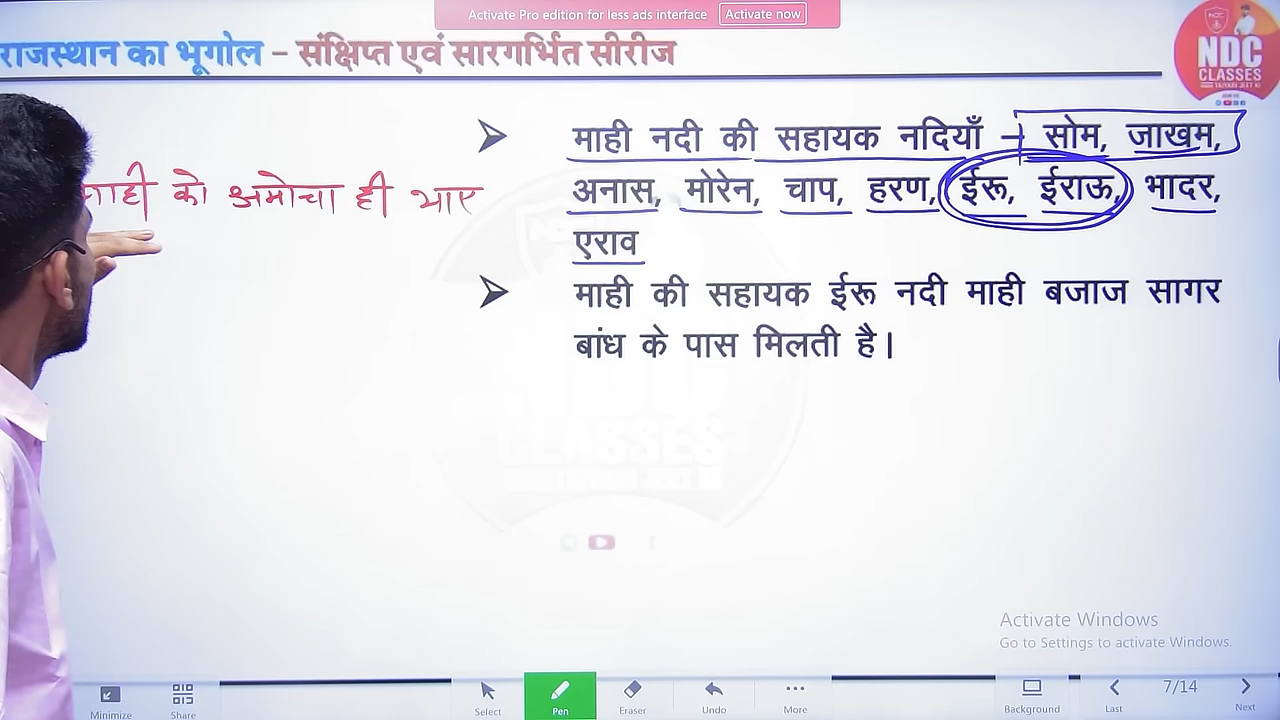 Activate Pro edition for less ads interface Activate now
राजस्थान का भूगोल – संक्षिप्त एवं सारगर्भित सीरीज
NDC
CLASSES
➢ माही नदी की सहायक नदियाँ – सोम, जाखम,
अनास, मोरेन, चाप, हरण, ईरू, ईराऊ, भादर,
एराव
➢ माही की सहायक ईरू नदी माही बजाज सागर
बांध के पास मिलती है।
माही को अमोचा ही भाए
CLASSES
Activate Windows
Go to Settings to activate Windows.
Minimize Share Select Pen Eraser Undo More Background Last 7/14 Next